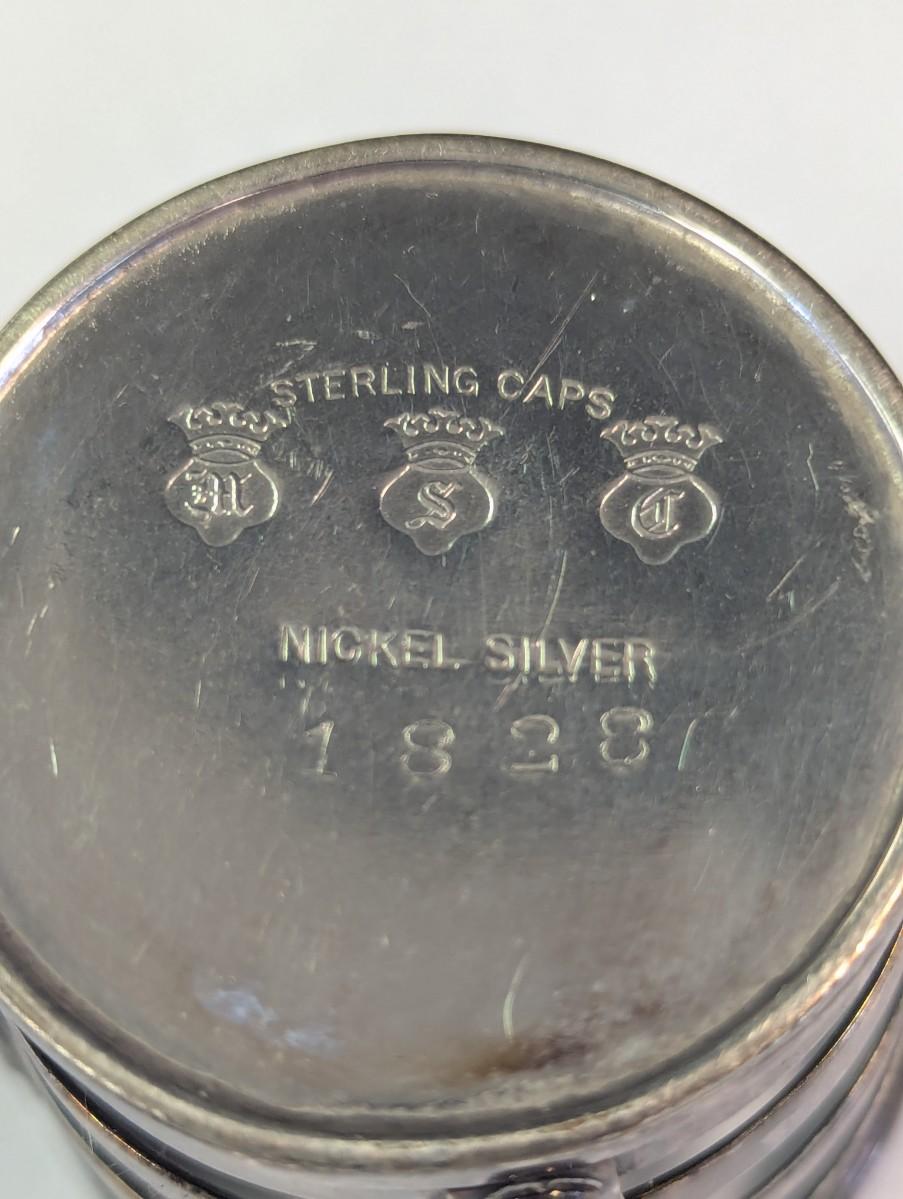 STERLING CAPS
M S C
NICKEL SILVER
1828